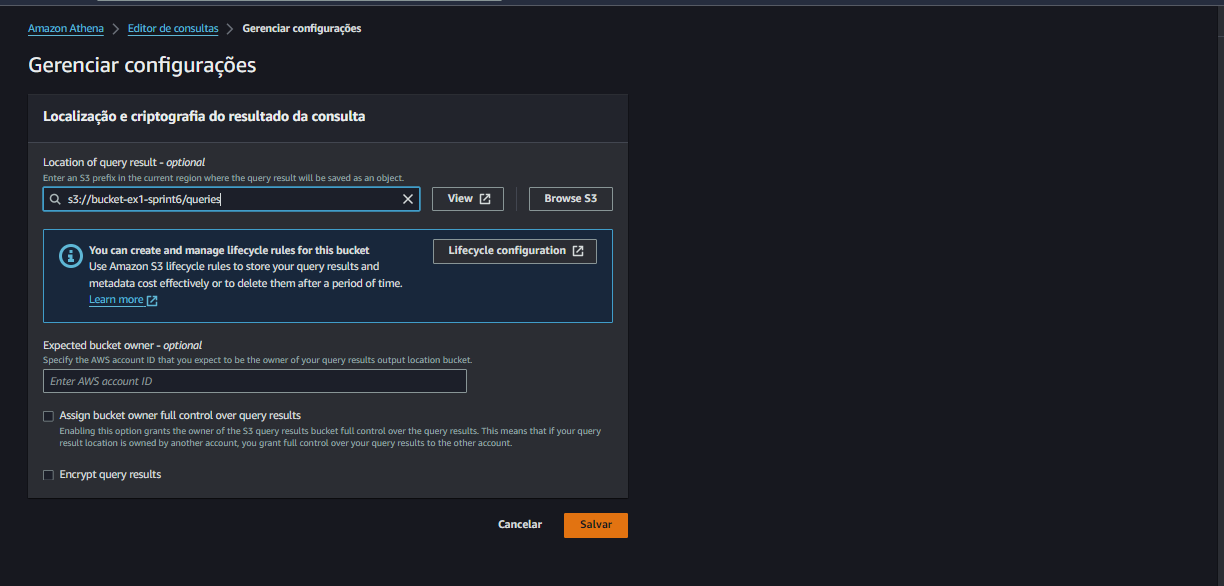 Amazon Athena > Editor de consultas > Gerenciar configurações
Gerenciar configurações
Localização e criptografia do resultado da consulta
Location of query result - optional
Enter an S3 prefix in the current region where the query result will be saved as an object.
s3://bucket-ex1-sprint6/queries
View
Browse S3
You can create and manage lifecycle rules for this bucket
Use Amazon S3 lifecycle rules to store your query results and
metadata cost effectively or to delete them after a period of time.
Learn more
Lifecycle configuration
Expected bucket owner - optional
Specify the AWS account ID that you expect to be the owner of your query results output location bucket.
Enter AWS account ID
Assign bucket owner full control over query results
Enabling this option grants the owner of the S3 query results bucket full control over the query results. This means that if your query
result location is owned by another account, you grant full control over your query results to the other account.
Encrypt query results
Cancelar
Salvar